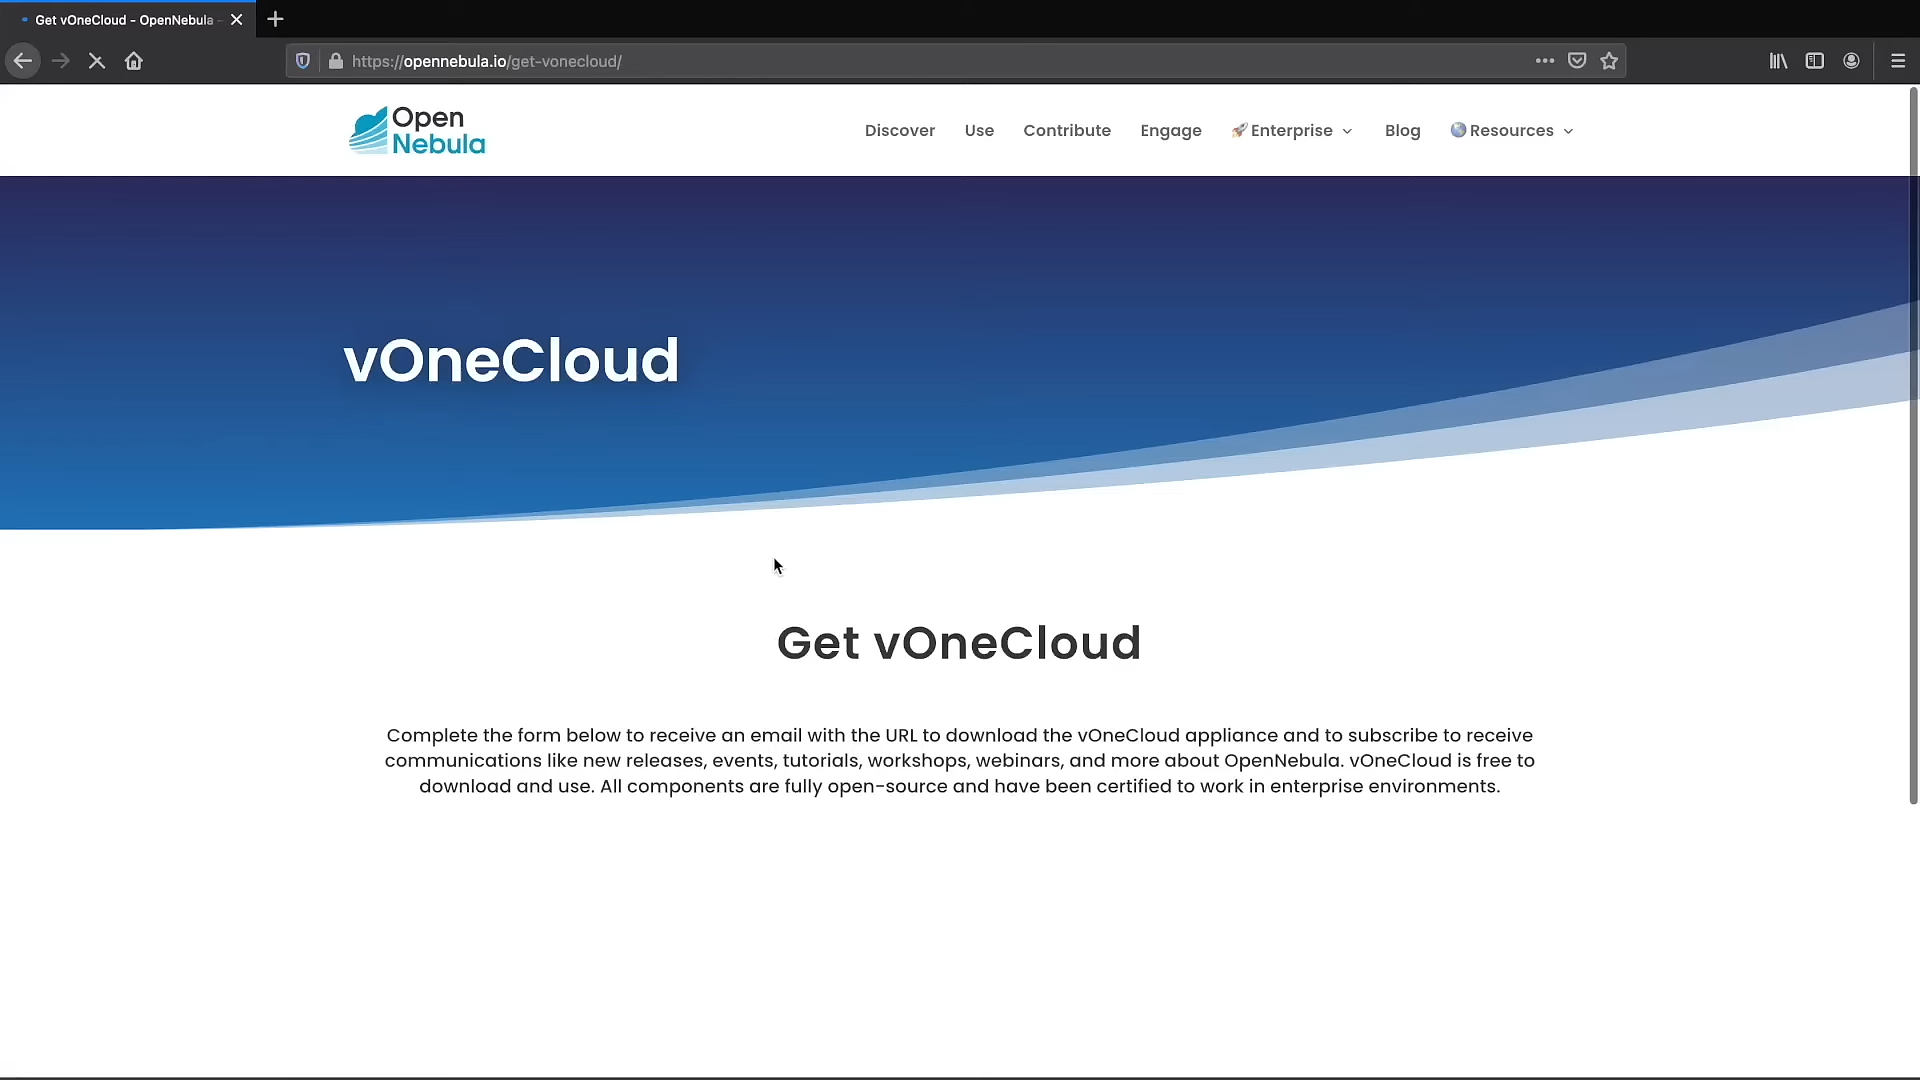 Get vOneCloud - OpenNebula -
https://opennebula.io/get-vonecloud/
Open
Nebula
Discover
Use
Contribute
Engage
Enterprise
Blog
Resources
vOneCloud
Get vOneCloud
Complete the form below to receive an email with the URL to download the vOneCloud appliance and to subscribe to receive
communications like new releases, events, tutorials, workshops, webinars, and more about OpenNebula. vOneCloud is free to
download and use. All components are fully open-source and have been certified to work in enterprise environments.